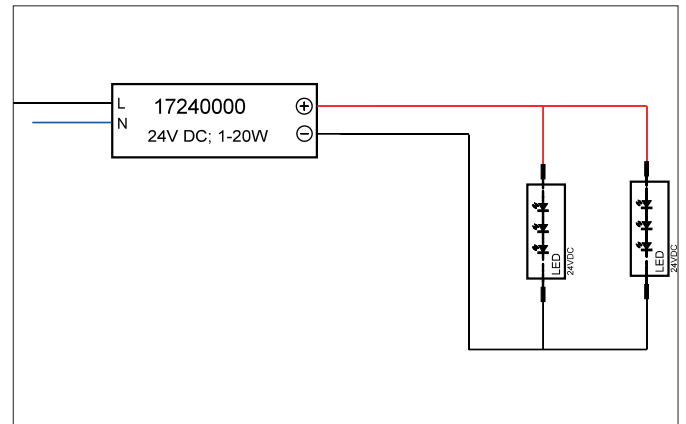 L
17240000
⊕
N
24V DC; 1-20W
⊖
LED
24VDC
LED
24VDC